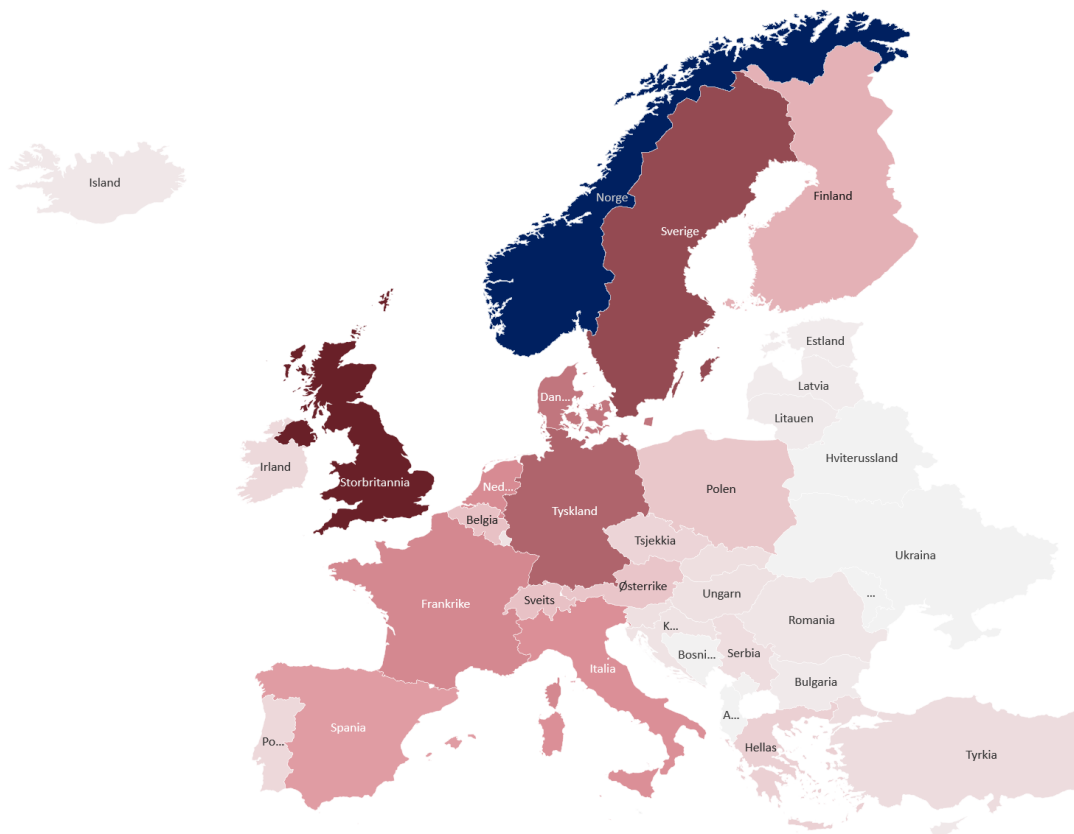 Island
Norge
Finland
Sverige
Estland
Latvia
Dan...
Litauen
Hviterussland
Irland
Storbritannia
Ned...
Polen
Tyskland
Belgia
Tsjekkia
Ukraina
Østerrike
Sveits
Ungarn
...
Frankrike
Romania
K...
Bosni...
Serbia
Italia
Bulgaria
A...
Spania
Po...
Hellas
Tyrkia